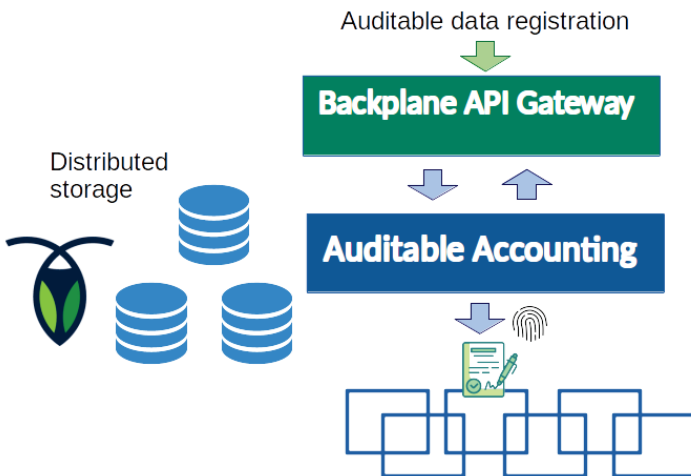 Auditable data registration
Backplane API Gateway
Distributed
storage
Auditable Accounting